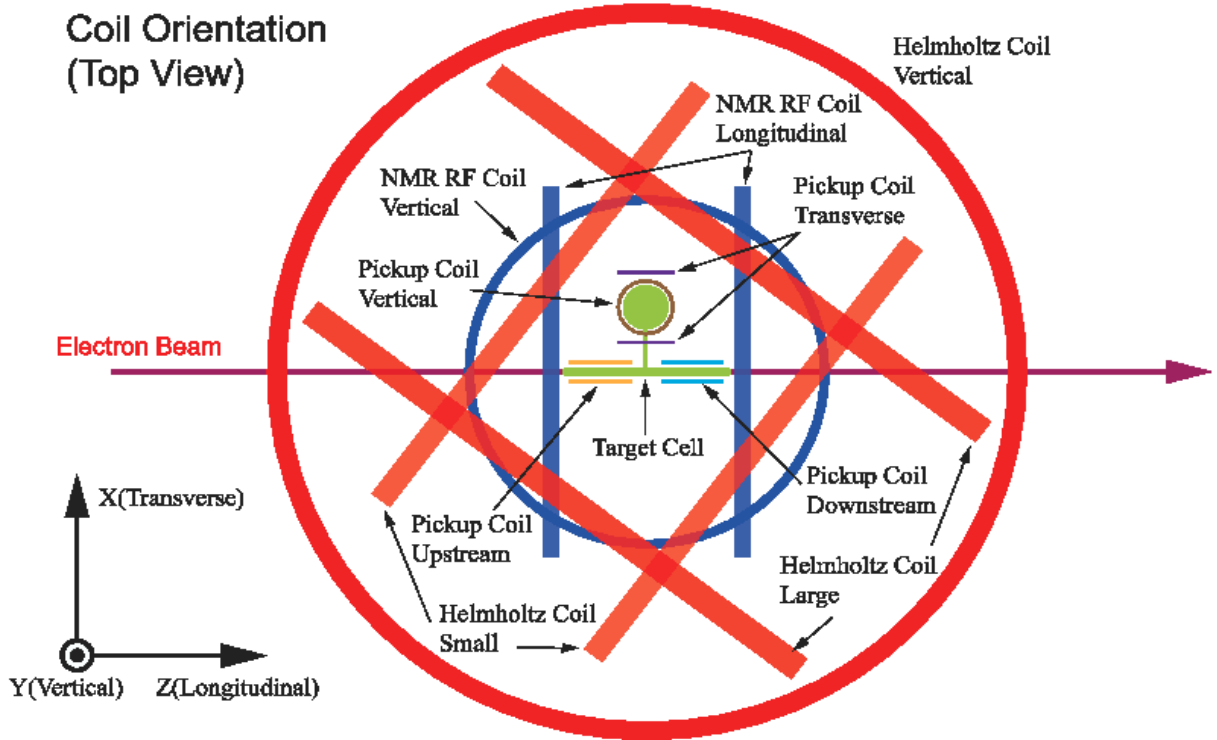 Coil Orientation
(Top View)
Helmholtz Coil
Vertical
NMR RF Coil
Longitudinal
NMR RF Coil
Vertical
Pickup Coil
Transverse
Pickup Coil
Vertical
Electron Beam
Target Cell
X(Transverse)
Pickup Coil
Upstream
Pickup Coil
Downstream
Helmholtz Coil
Large
Helmholtz Coil
Small
Y(Vertical)
Z(Longitudinal)